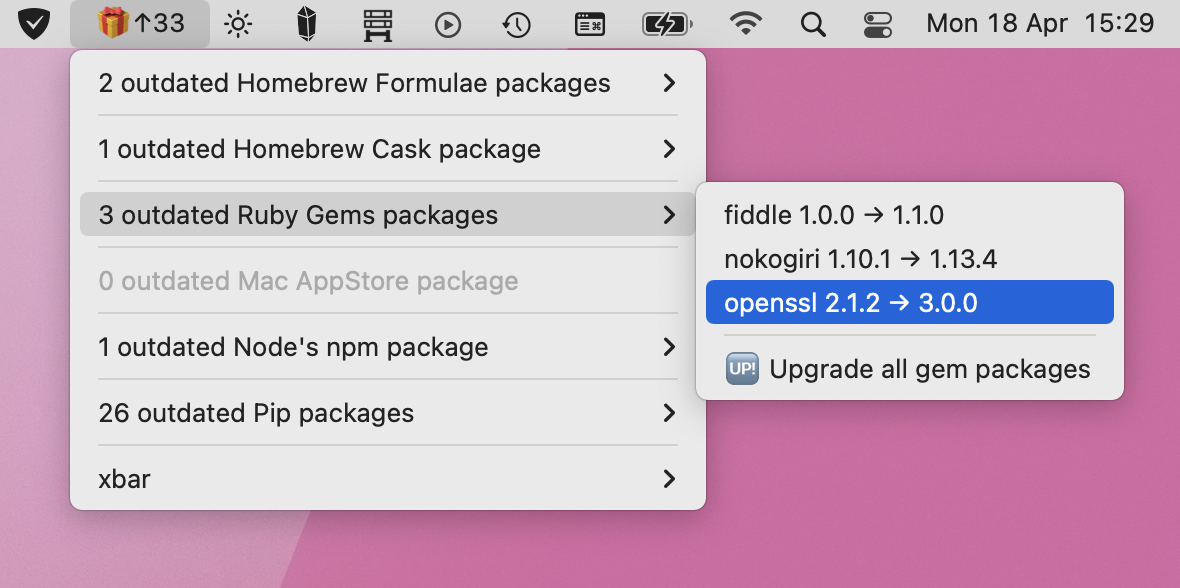 ↑33 Mon 18 Apr 15:29
2 outdated Homebrew Formulae packages
1 outdated Homebrew Cask package
3 outdated Ruby Gems packages
0 outdated Mac AppStore package
1 outdated Node's npm package
26 outdated Pip packages
xbar
fiddle 1.0.0 → 1.1.0
nokogiri 1.10.1 → 1.13.4
openssl 2.1.2 → 3.0.0
UP! Upgrade all gem packages